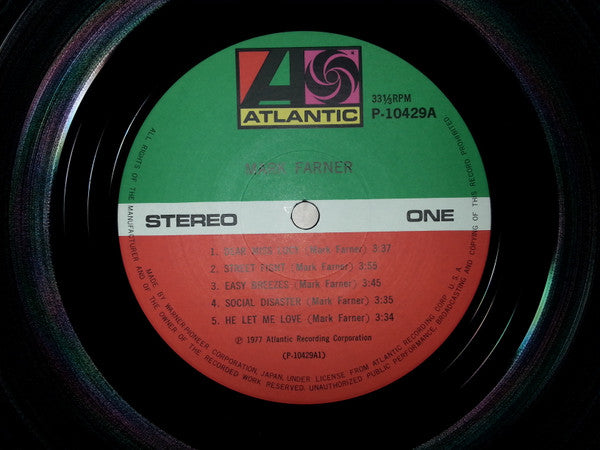 ATLANTIC
33⅓RPM
P-10429A
MARK FARNER
STEREO
ONE
1. DEAR MISS LUCY (Mark Farner) 3:37
2. STREET FIGHT (Mark Farner) 3:55
3. EASY BREEZES (Mark Farner) 3:45
4. SOCIAL DISASTER (Mark Farner) 3:35
5. HE LET ME LOVE (Mark Farner) 3:34
℗ 1977 Atlantic Recording Corporation
(P-10429A1)
ALL RIGHTS OF THE MANUFACTURER AND OF THE OWNER OF THE RECORDED WORK RESERVED. UNAUTHORIZED PUBLIC PERFORMANCE, BROADCASTING AND COPYING OF THIS RECORD PROHIBITED.
MADE BY WARNER-PIONEER CORPORATION, JAPAN, UNDER LICENSE FROM ATLANTIC RECORDING CORP. U.S.A.